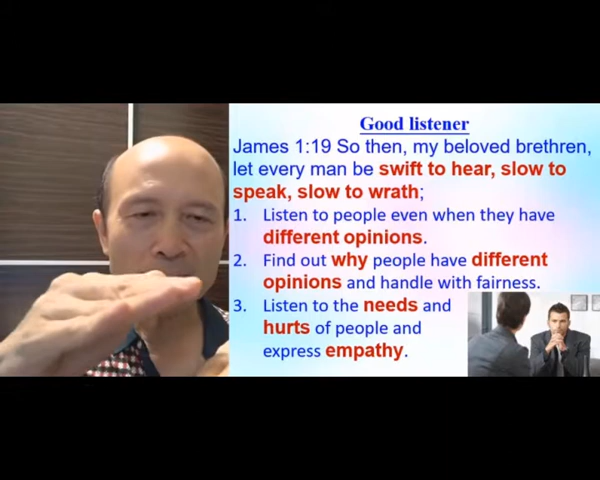 Good listener
James 1:19 So then, my beloved brethren,
let every man be swift to hear, slow to
speak, slow to wrath;
1. Listen to people even when they have
different opinions.
2. Find out why people have different
opinions and handle with fairness.
3. Listen to the needs and
hurts of people and
express empathy.